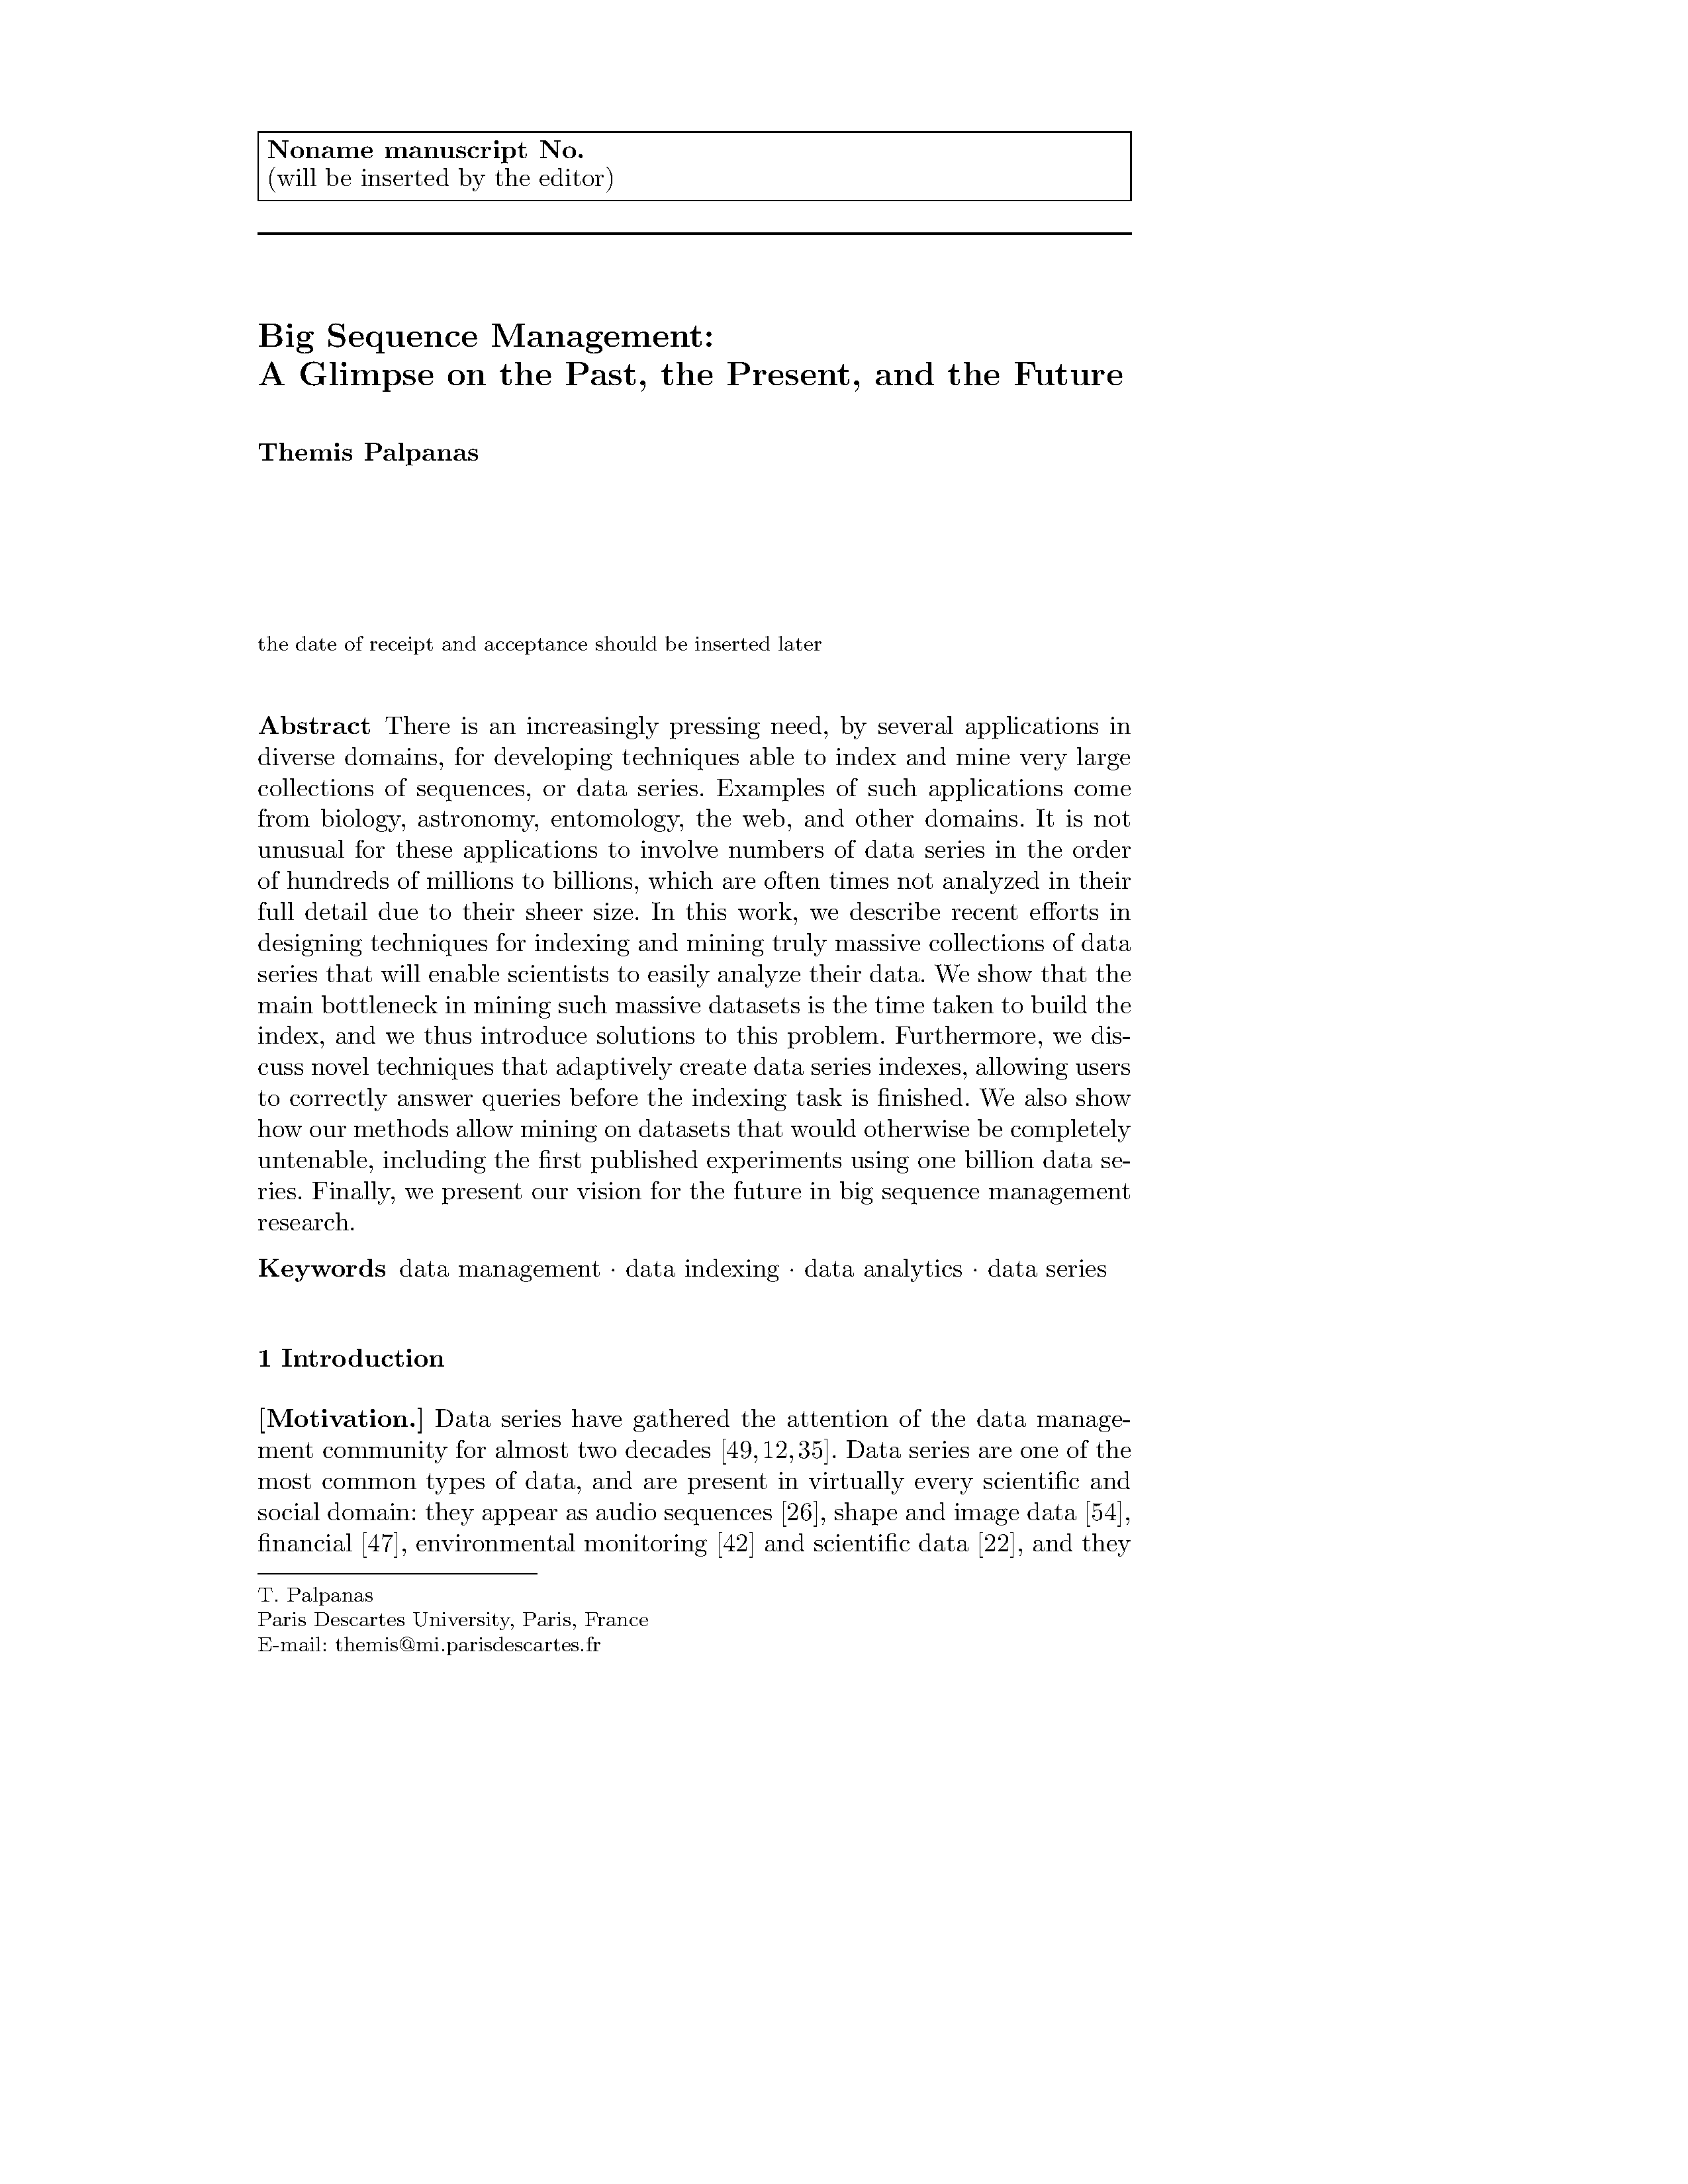 Noname manuscript No.
(will be inserted by the editor)
Big Sequence Management:
A Glimpse on the Past, the Present, and the Future
Themis Palpanas
the date of receipt and acceptance should be inserted later
Abstract There is an increasingly pressing need, by several applications in
diverse domains, for developing techniques able to index and mine very large
collections of sequences, or data series. Examples of such applications come
from biology, astronomy, entomology, the web, and other domains. It is not
unusual for these applications to involve numbers of data series in the order
of hundreds of millions to billions, which are often times not analyzed in their
full detail due to their sheer size. In this work, we describe recent efforts in
designing techniques for indexing and mining truly massive collections of data
series that will enable scientists to easily analyze their data. We show that the
main bottleneck in mining such massive datasets is the time taken to build the
index, and we thus introduce solutions to this problem. Furthermore, we dis-
cuss novel techniques that adaptively create data series indexes, allowing users
to correctly answer queries before the indexing task is finished. We also show
how our methods allow mining on datasets that would otherwise be completely
untenable, including the first published experiments using one billion data se-
ries. Finally, we present our vision for the future in big sequence management
research.
Keywords data management · data indexing · data analytics · data series
1 Introduction
[Motivation.] Data series have gathered the attention of the data manage-
ment community for almost two decades [49,12,35]. Data series are one of the
most common types of data, and are present in virtually every scientific and
social domain: they appear as audio sequences [26], shape and image data [54],
financial [47], environmental monitoring [42] and scientific data [22], and they
T. Palpanas
Paris Descartes University, Paris, France
E-mail: themis@mi.parisdescartes.fr